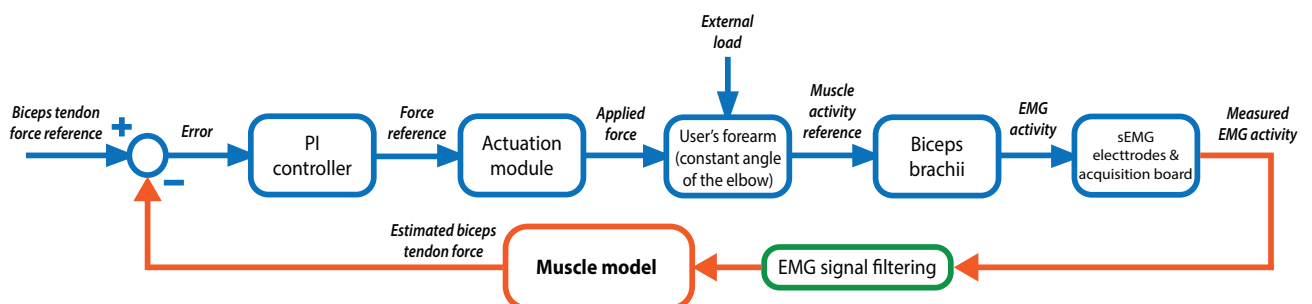 External
load
Biceps tendon
force reference
+
−
Error
PI
controller
Force
reference
Actuation
module
Applied
force
User's forearm
(constant angle
of the elbow)
Muscle
activity
reference
Biceps
brachii
EMG
activity
sEMG
electtrodes &
acquisition board
Measured
EMG activity
Estimated biceps
tendon force
Muscle model
EMG signal filtering